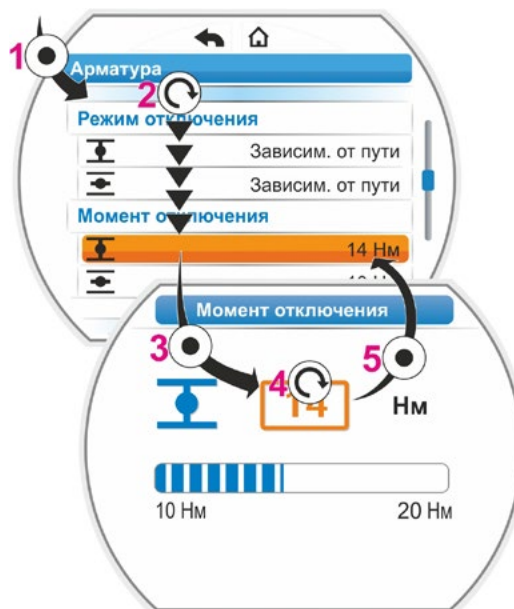 1
Арматура
2
Режим отключения
Зависим. от пути
Зависим. от пути
Момент отключения
14 Нм
Момент отключения
3
4
5
14
Нм
10 Нм
20 Нм